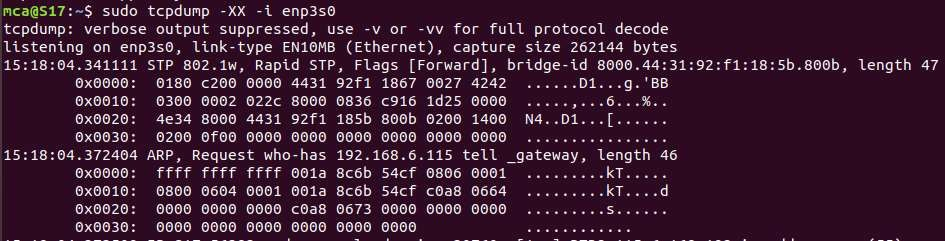 mca@S17:~$ sudo tcpdump -XX -i enp3s0
tcpdump: verbose output suppressed, use -v or -vv for full protocol decode
listening on enp3s0, link-type EN10MB (Ethernet), capture size 262144 bytes
15:18:04.341111 STP 802.1w, Rapid STP, Flags [Forward], bridge-id 8000.44:31:92:f1:18:5b.800b, length 47
0x0000: 0180 c200 0000 4431 92f1 1867 0027 4242 ......D1...g.'BB
0x0010: 0300 0002 022c 8000 0836 c916 1d25 0000 .....,...6...%..
0x0020: 4e34 8000 4431 92f1 185b 800b 0200 1400 N4..D1...[......
0x0030: 0200 0f00 0000 0000 0000 0000 0000 ..............
15:18:04.372404 ARP, Request who-has 192.168.6.115 tell _gateway, length 46
0x0000: ffff ffff ffff 001a 8c6b 54cf 0806 0001 .........kT.....
0x0010: 0800 0604 0001 001a 8c6b 54cf c0a8 0664 .........kT....d
0x0020: 0000 0000 0000 c0a8 0673 0000 0000 0000 .........s......
0x0030: 0000 0000 0000 0000 0000 0000 ............